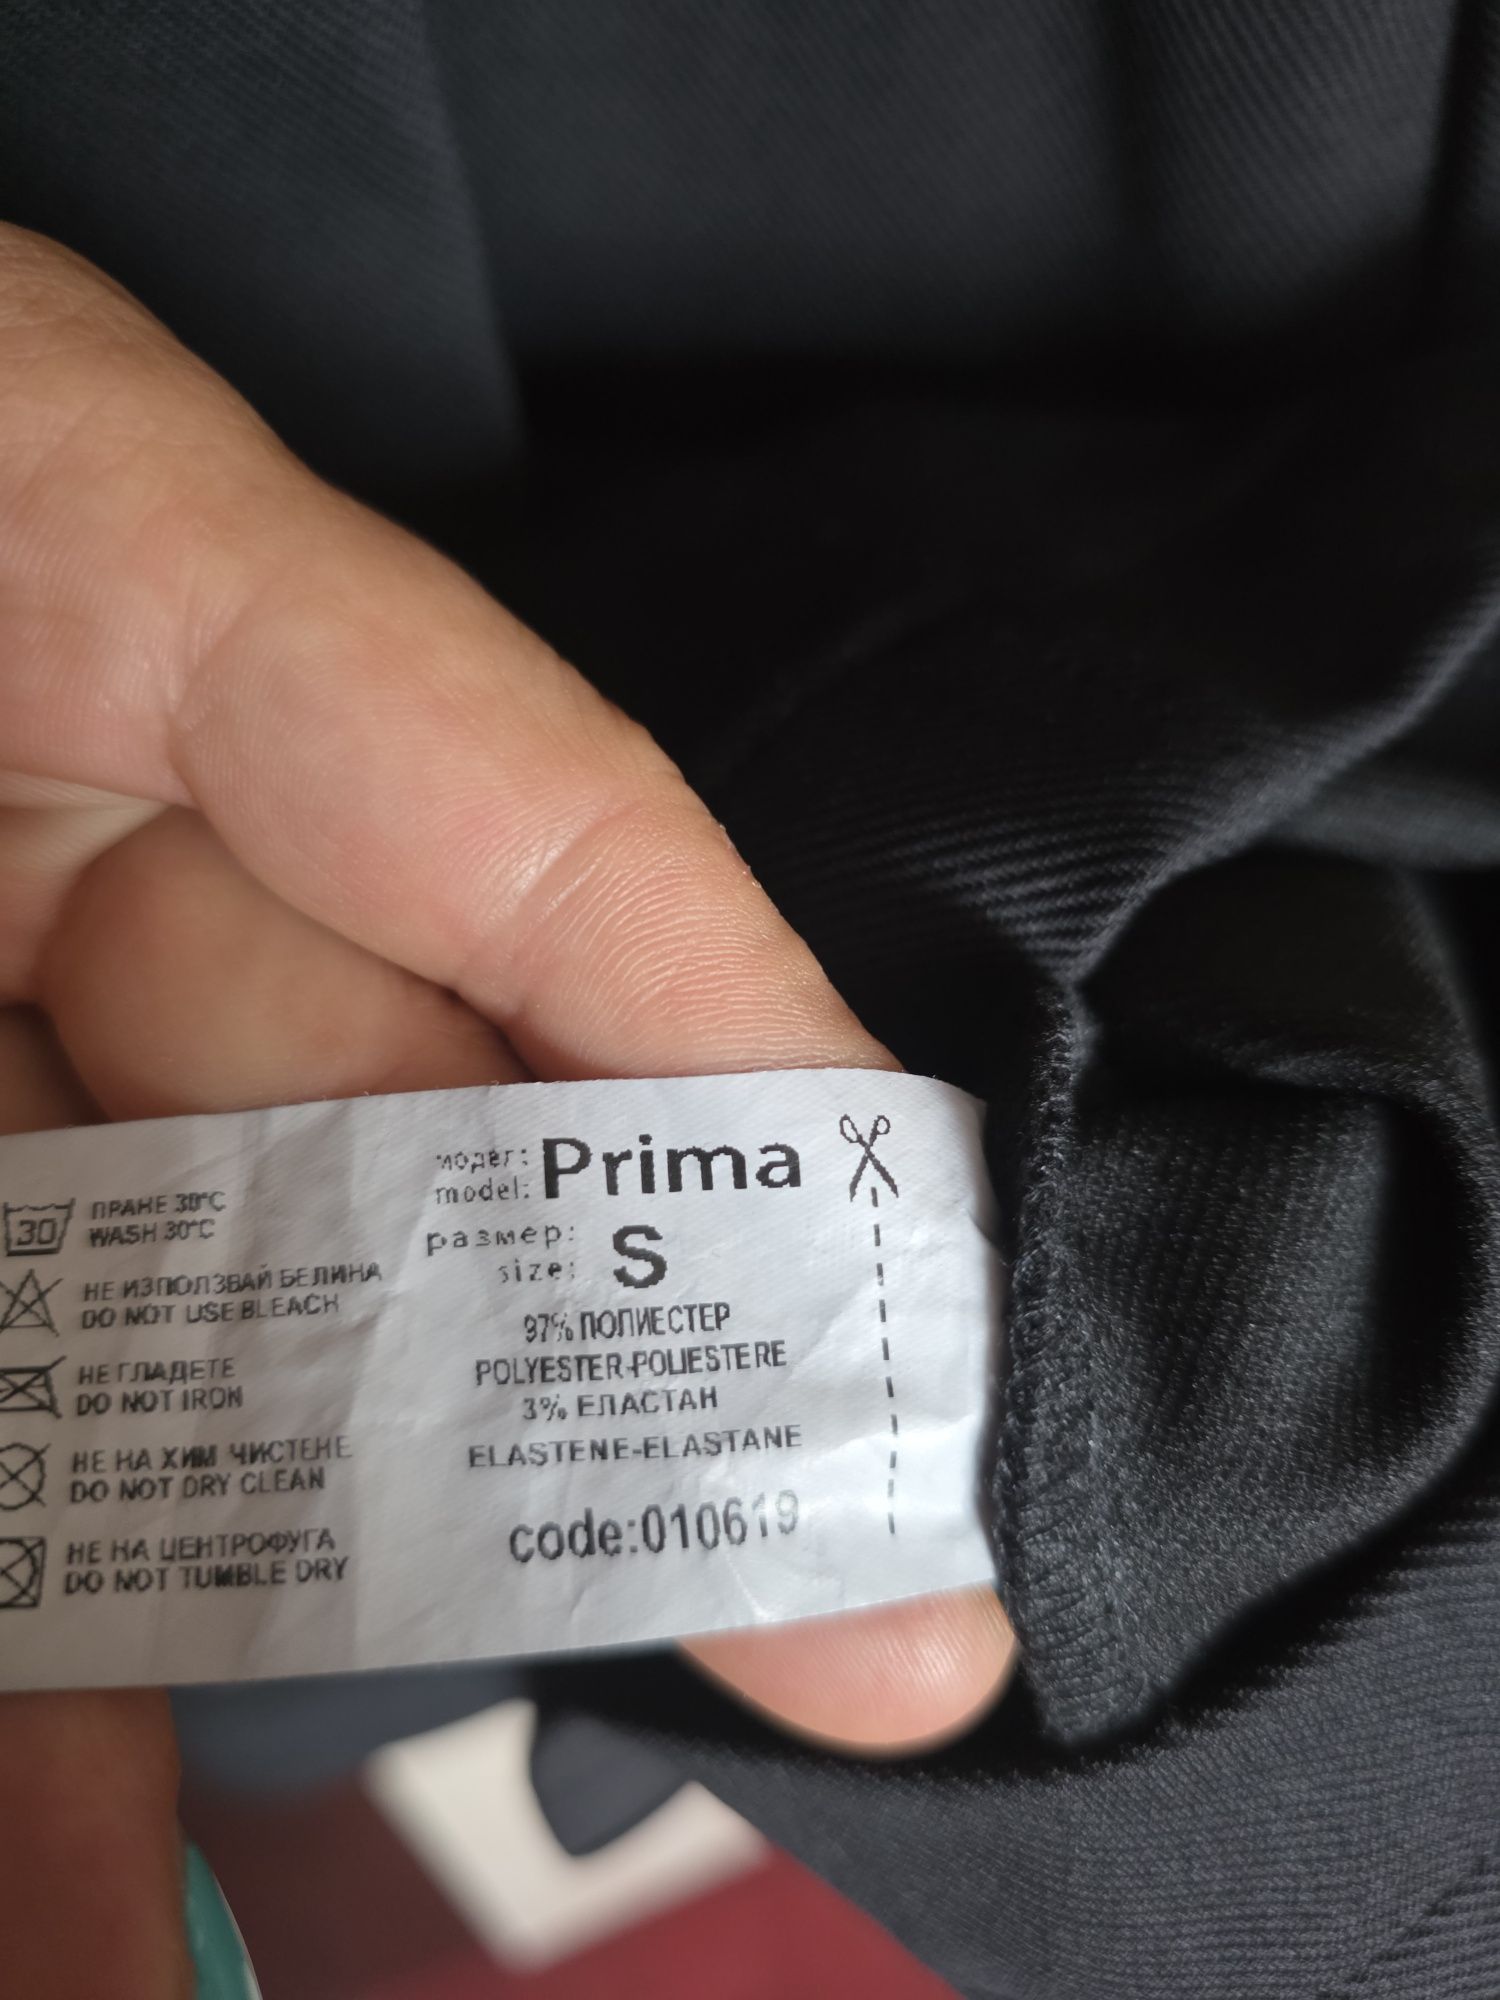 30
ПРАНЕ 30°C
WASH 30°C
НЕ ИЗПОЛЗВАЙ БЕЛИНА
DO NOT USE BLEACH
НЕ ГЛАДЕТЕ
DO NOT IRON
НЕ НА ХИМ ЧИСТЕНЕ
DO NOT DRY CLEAN
НЕ НА ЦЕНТРОФУГА
DO NOT TUMBLE DRY
модел:
model: Prima
размер:
size: S
97% ПОЛИЕСТЕР
POLYESTER-POLIESTERE
3% ЕЛАСТАН
ELASTENE-ELASTANE
code:010619